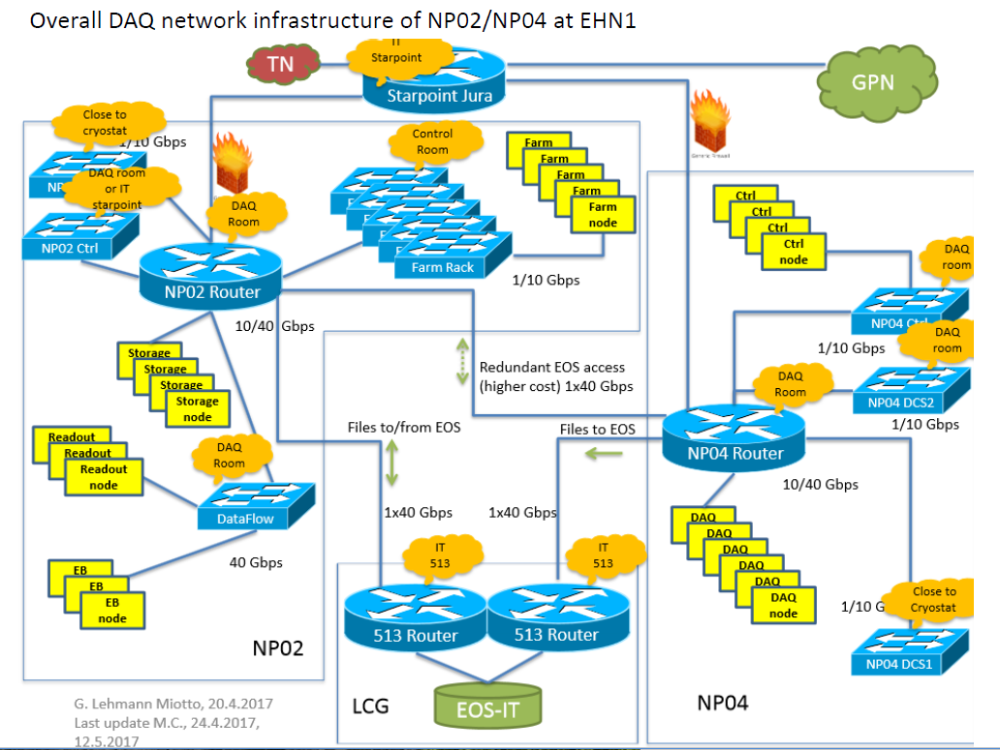 Overall DAQ network infrastructure of NP02/NP04 at EHN1
TN
IT
Starpoint
Starpoint Jura
GPN
Close to
cryostat
1/10 Gbps
NP
DAQ room
or IT
starpoint
NP02 Ctrl
DAQ
Room
NP02 Router
Control
Room
F
F
F
F
Farm Rack
Farm
Farm
Farm
Farm
Farm
node
1/10 Gbps
Generic Firewall
Ctrl
Ctrl
Ctrl
Ctrl
node
DAQ
room
NP04 Ctrl
1/10 Gbps
DAQ
room
NP04 DCS2
1/10 Gbps
DAQ
Room
NP04 Router
10/40 Gbps
10/40 Gbps
Redundant EOS access
(higher cost) 1x40 Gbps
Storage
Storage
Storage
Storage
node
Readout
Readout
Readout
node
DAQ
Room
DataFlow
40 Gbps
EB
EB
EB
node
NP02
Files to/from EOS
Files to EOS
1x40 Gbps
1x40 Gbps
IT
513
IT
513
513 Router
513 Router
LCG
EOS-IT
DAQ
DAQ
DAQ
DAQ
DAQ
DAQ
node
1/10 G
Close to
Cryostat
NP04 DCS1
NP04
G. Lehmann Miotto, 20.4.2017
Last update M.C., 24.4.2017,
12.5.2017